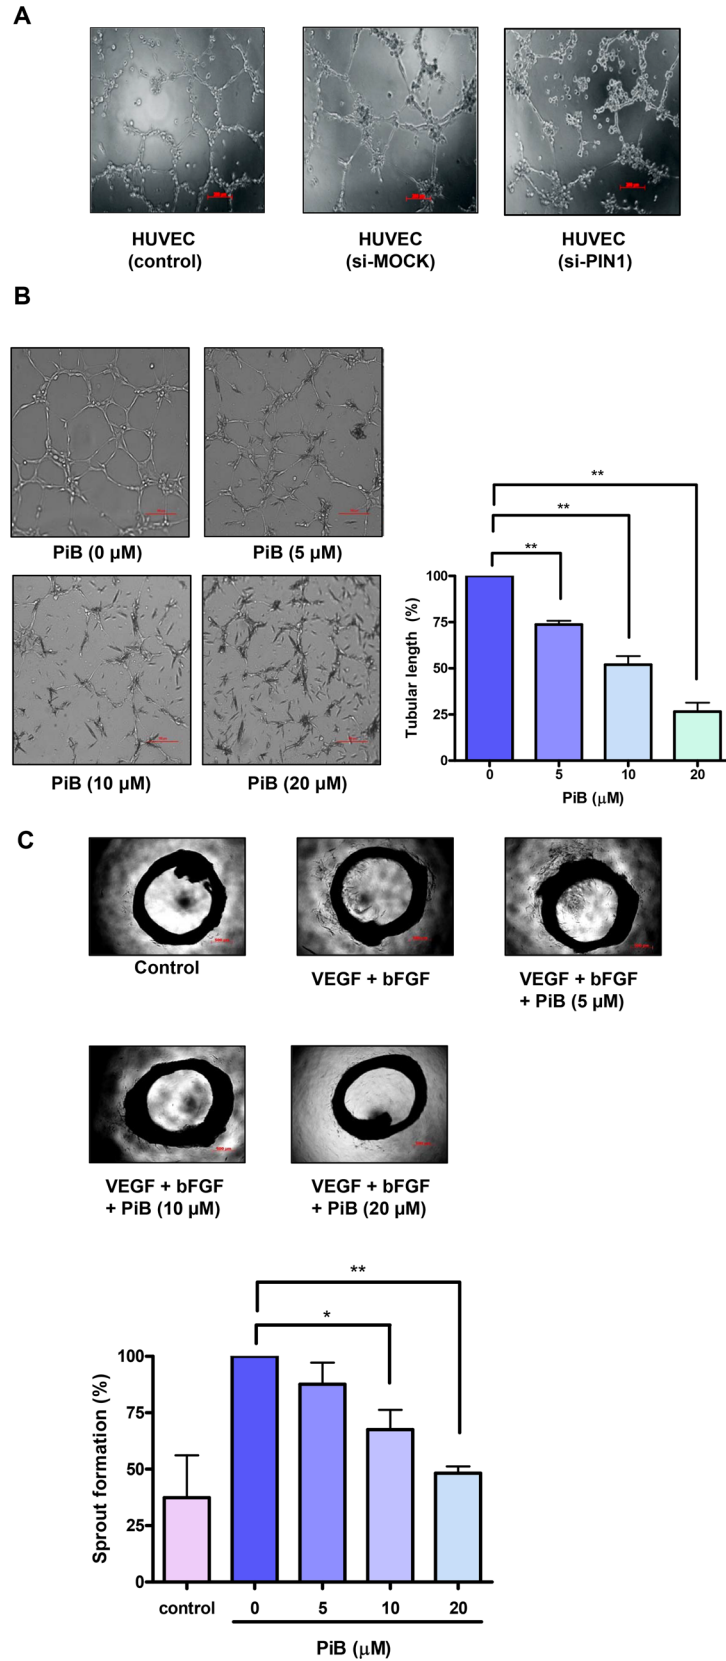 A
HUVEC
(control)
HUVEC
(si-MOCK)
HUVEC
(si-PIN1)
B
PiB (0 µM)
PiB (5 µM)
PiB (10 µM)
PiB (20 µM)
**
**
**
100
75
50
25
0
Tubular length (%)
0
5
10
20
PiB (µM)
C
Control
VEGF + bFGF
VEGF + bFGF
+ PiB (5 µM)
VEGF + bFGF
+ PiB (10 µM)
VEGF + bFGF
+ PiB (20 µM)
**
*
100
75
50
25
0
Sprout formation (%)
control
0
5
10
20
PiB (µM)